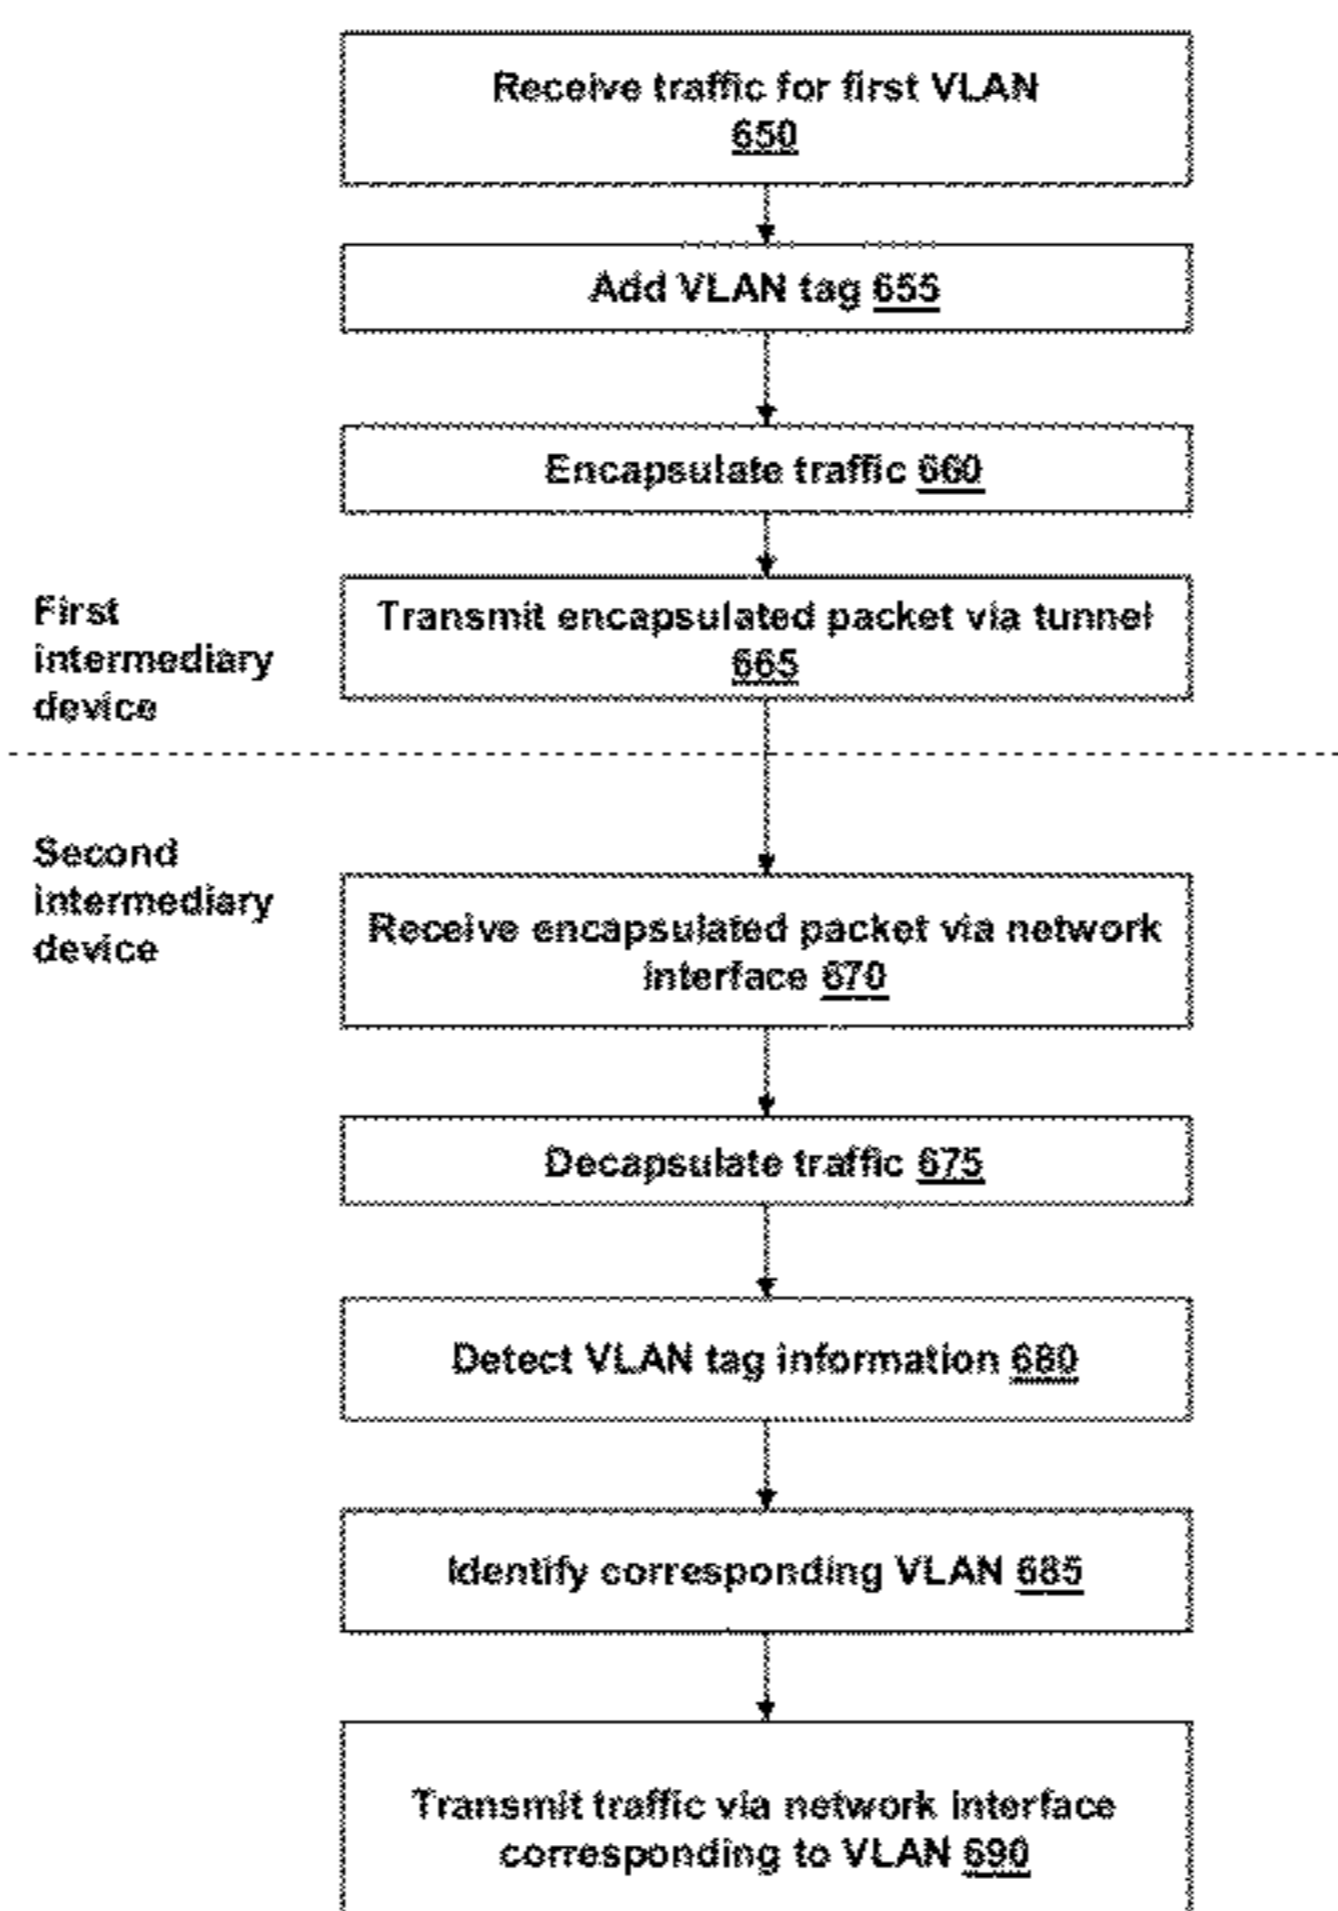 Receive traffic for first VLAN
650
Add VLAN tag 655
Encapsulate traffic 660
First
intermediary
device
Transmit encapsulated packet via tunnel
665
Second
intermediary
device
Receive encapsulated packet via network
interface 670
Decapsulate traffic 675
Detect VLAN tag information 680
Identify corresponding VLAN 685
Transmit traffic via network interface
corresponding to VLAN 690